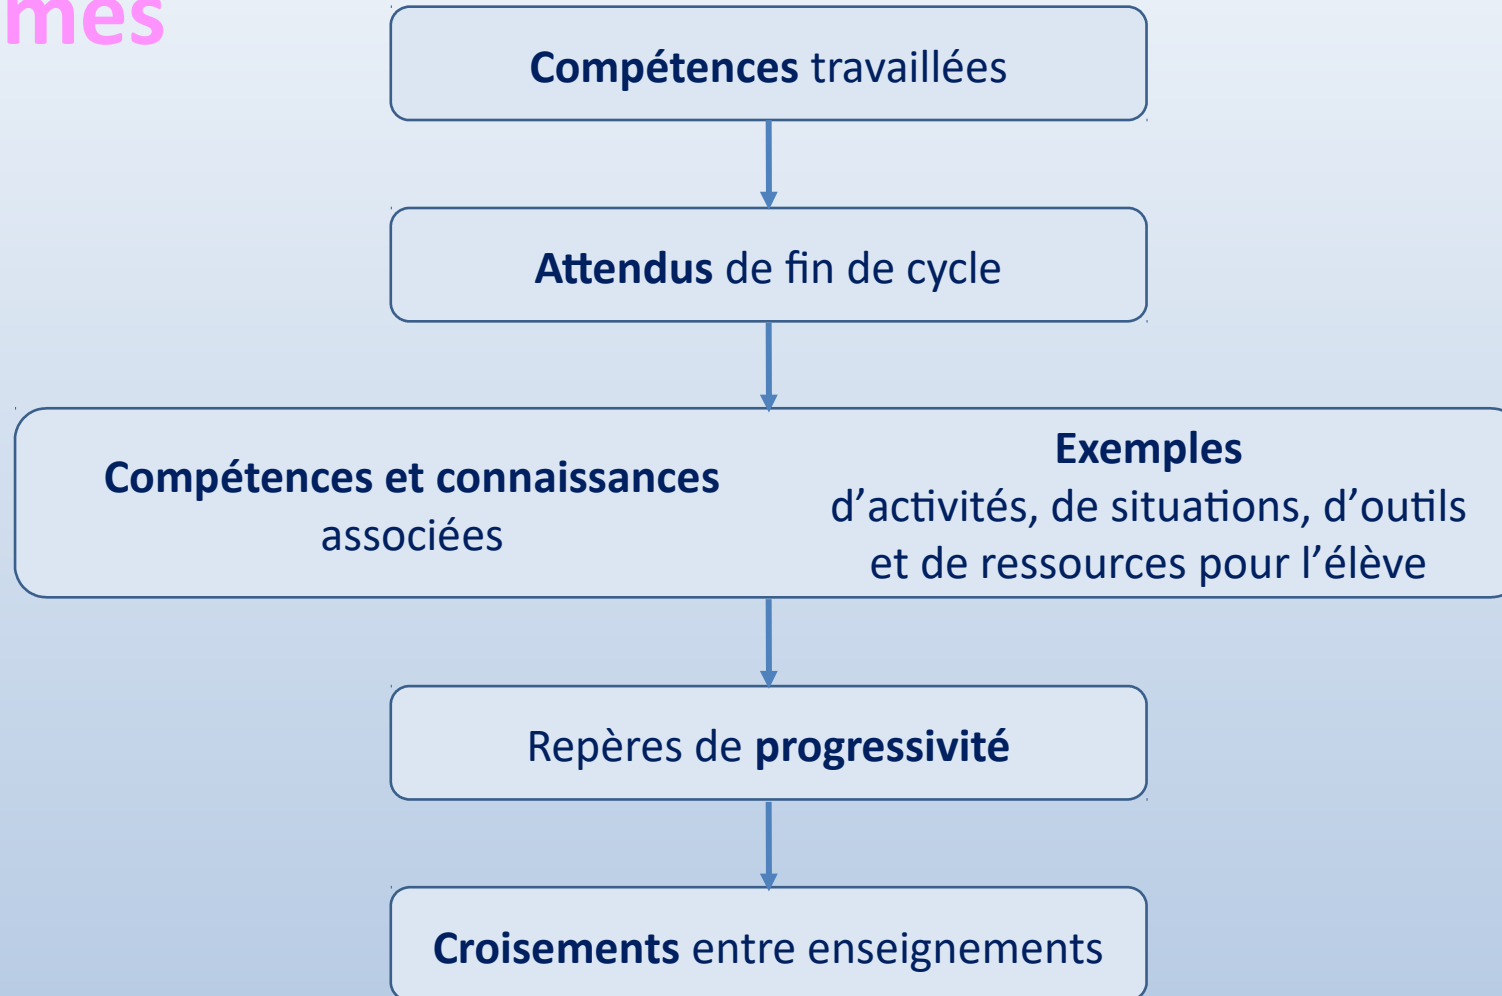 mes
Compétences travaillées
Attendus de fin de cycle
Compétences et connaissances
associées
Exemples
d’activités, de situations, d’outils
et de ressources pour l’élève
Repères de progressivité
Croisements entre enseignements